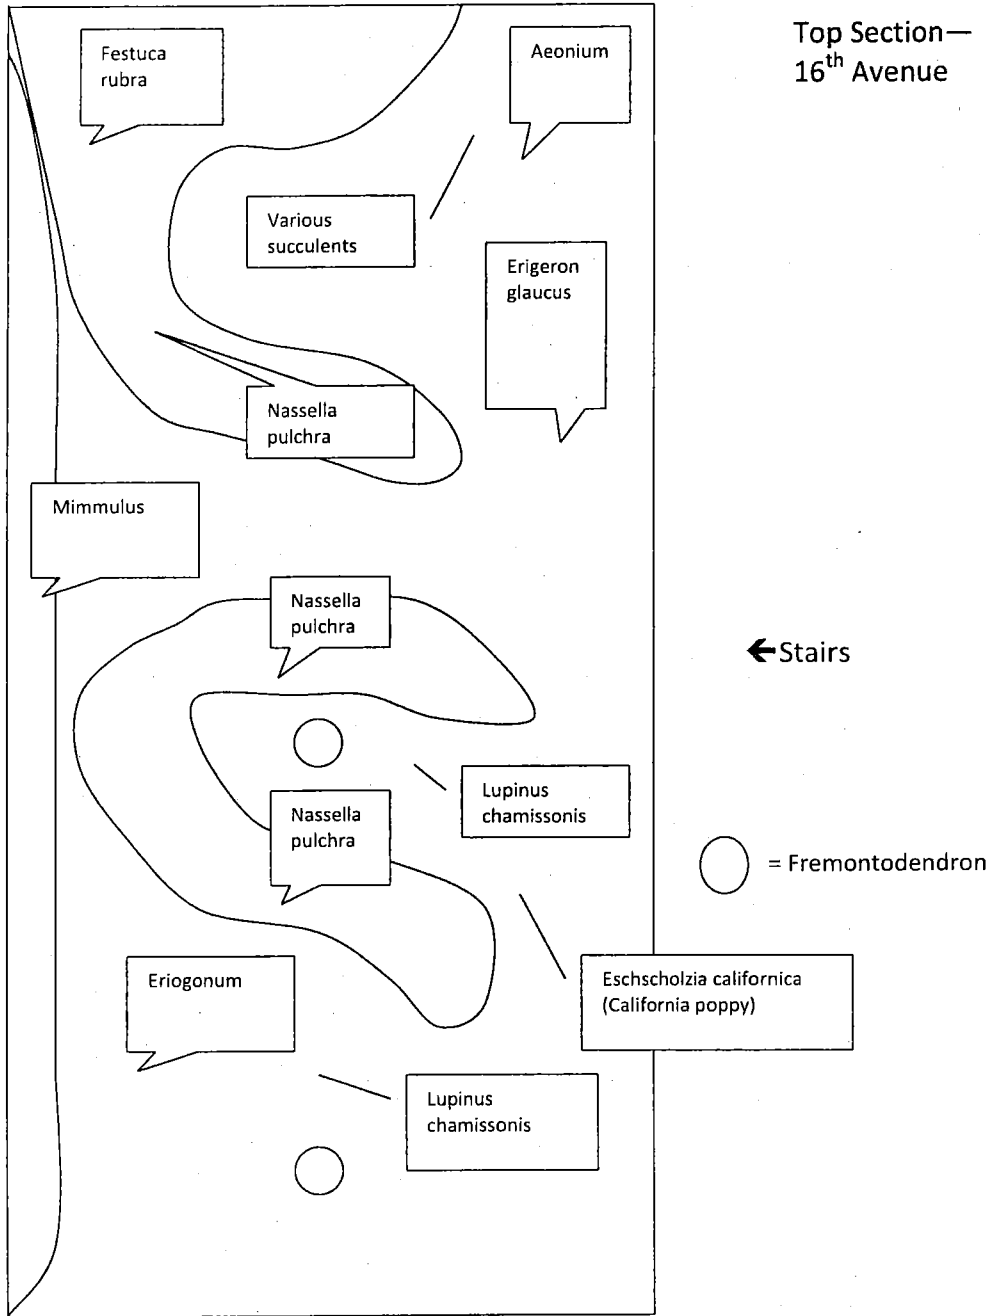 Top Section—
16th Avenue
Festuca
rubra
Aeonium
Various
succulents
Erigeron
glaucus
Nassella
pulchra
Mimmulus
Nassella
pulchra
←Stairs
Lupinus
chamissonis
Nassella
pulchra
= Fremontodendron
Eriogonum
Eschscholzia californica
(California poppy)
Lupinus
chamissonis